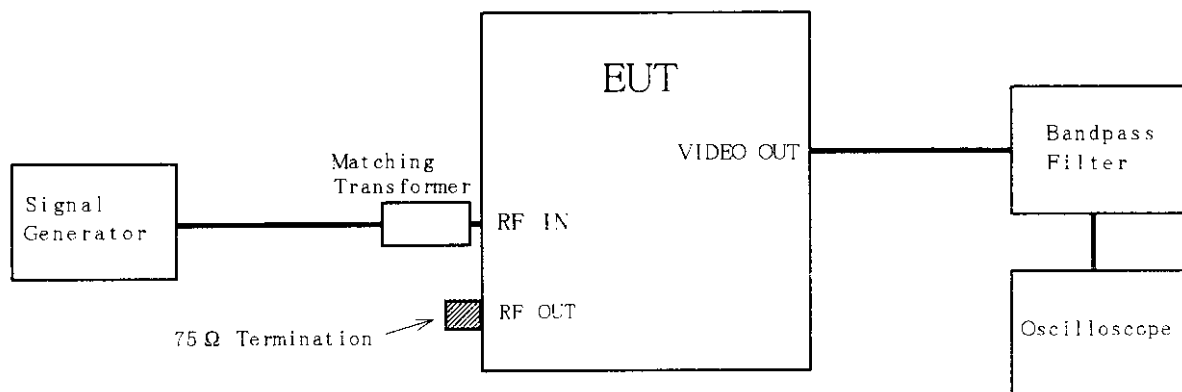 EUT
VIDEO OUT
Bandpass
Filter
Matching
Transformer
Signal
Generator
RF IN
RF OUT
75Ω Termination
Oscilloscope